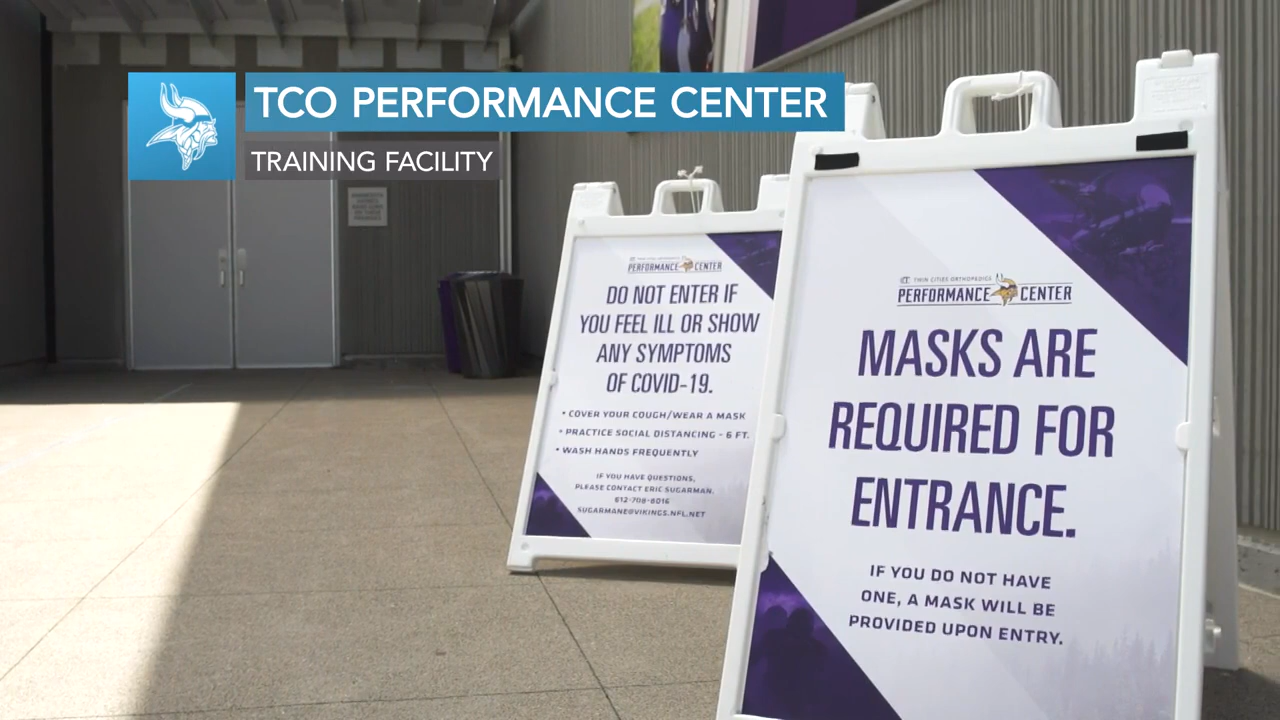 TCO PERFORMANCE CENTER
TRAINING FACILITY
TWIN CITIES ORTHOPEDICS
PERFORMANCE CENTER
DO NOT ENTER IF
YOU FEEL ILL OR SHOW
ANY SYMPTOMS
OF COVID-19.
• COVER YOUR COUGH/WEAR A MASK
• PRACTICE SOCIAL DISTANCING - 6 FT.
• WASH HANDS FREQUENTLY
IF YOU HAVE QUESTIONS,
PLEASE CONTACT ERIC SUGARMAN.
612-708-8016
SUGARMANE@VIKINGS.NFL.NET
TWIN CITIES ORTHOPEDICS
PERFORMANCE CENTER
MASKS ARE
REQUIRED FOR
ENTRANCE.
IF YOU DO NOT HAVE
ONE, A MASK WILL BE
PROVIDED UPON ENTRY.